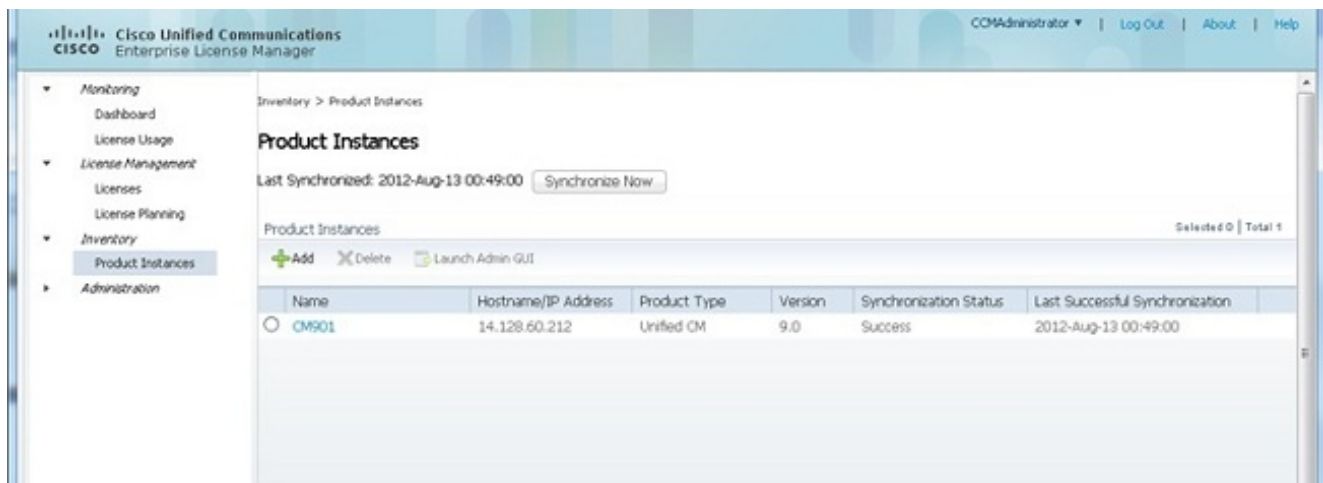 CCMAdministrator ▾ | Log Out | About | Help
Cisco Unified Communications
CISCO Enterprise License Manager
Monitoring
Dashboard
License Usage
License Management
Licenses
License Planning
Inventory
Product Instances
Administration
Inventory > Product Instances
Product Instances
Last Synchronized: 2012-Aug-13 00:49:00 Synchronize Now
Product Instances Selected 0 | Total 1
Add Delete Launch Admin GUI
Name Hostname/IP Address Product Type Version Synchronization Status Last Successful Synchronization
CM901 14.128.60.212 Unified CM 9.0 Success 2012-Aug-13 00:49:00